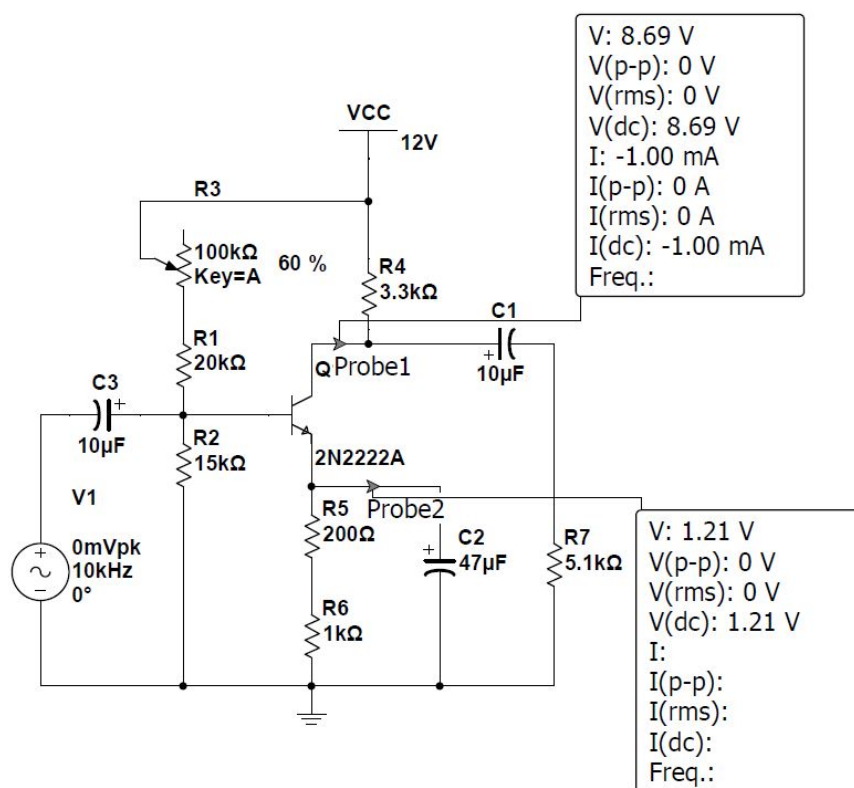 V: 8.69 V
V(p-p): 0 V
V(rms): 0 V
V(dc): 8.69 V
I: -1.00 mA
I(p-p): 0 A
I(rms): 0 A
I(dc): -1.00 mA
Freq.:
VCC
12V
R3
100kΩ
Key=A
60 %
R4
3.3kΩ
C1
10µF
R1
20kΩ
Q
Probe1
C3
10µF
R2
15kΩ
2N2222A
V1
0mVpk
10kHz
0°
R5
200Ω
Probe2
C2
47µF
R7
5.1kΩ
R6
1kΩ
V: 1.21 V
V(p-p): 0 V
V(rms): 0 V
V(dc): 1.21 V
I:
I(p-p):
I(rms):
I(dc):
Freq.: